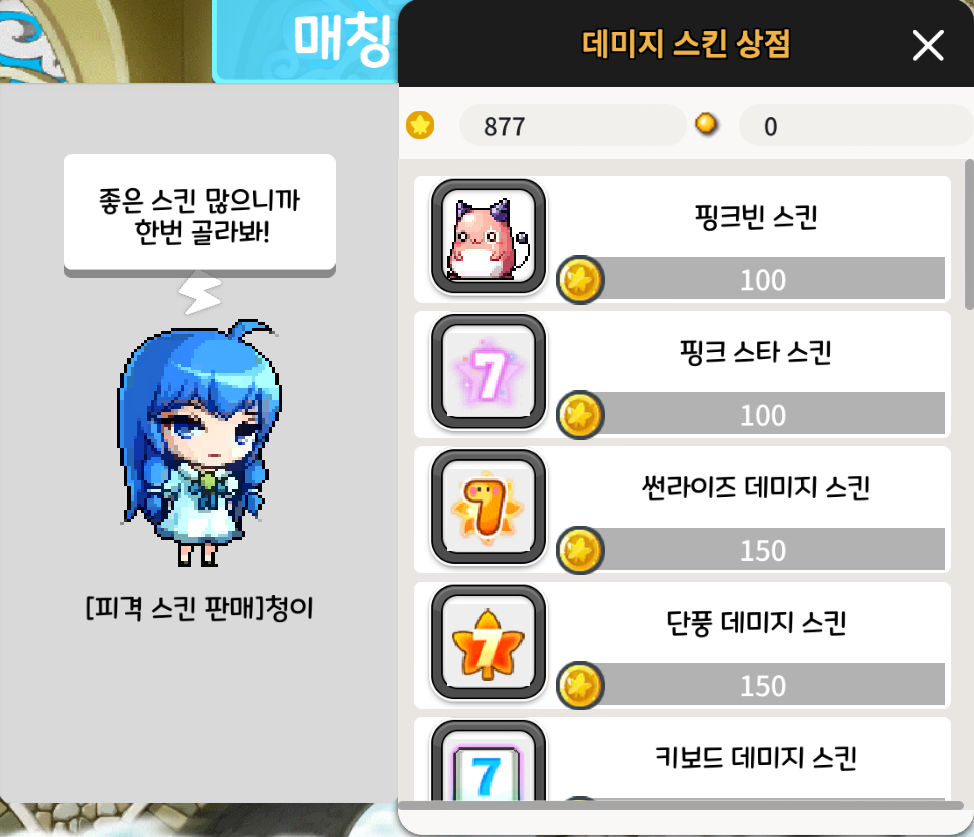 매칭
데미지 스킨 상점
877
0
좋은 스킨 많으니까
한번 골라봐!
[피격 스킨 판매]청이
핑크빈 스킨
100
7
핑크 스타 스킨
100
7
썬라이즈 데미지 스킨
150
7
단풍 데미지 스킨
150
7
키보드 데미지 스킨